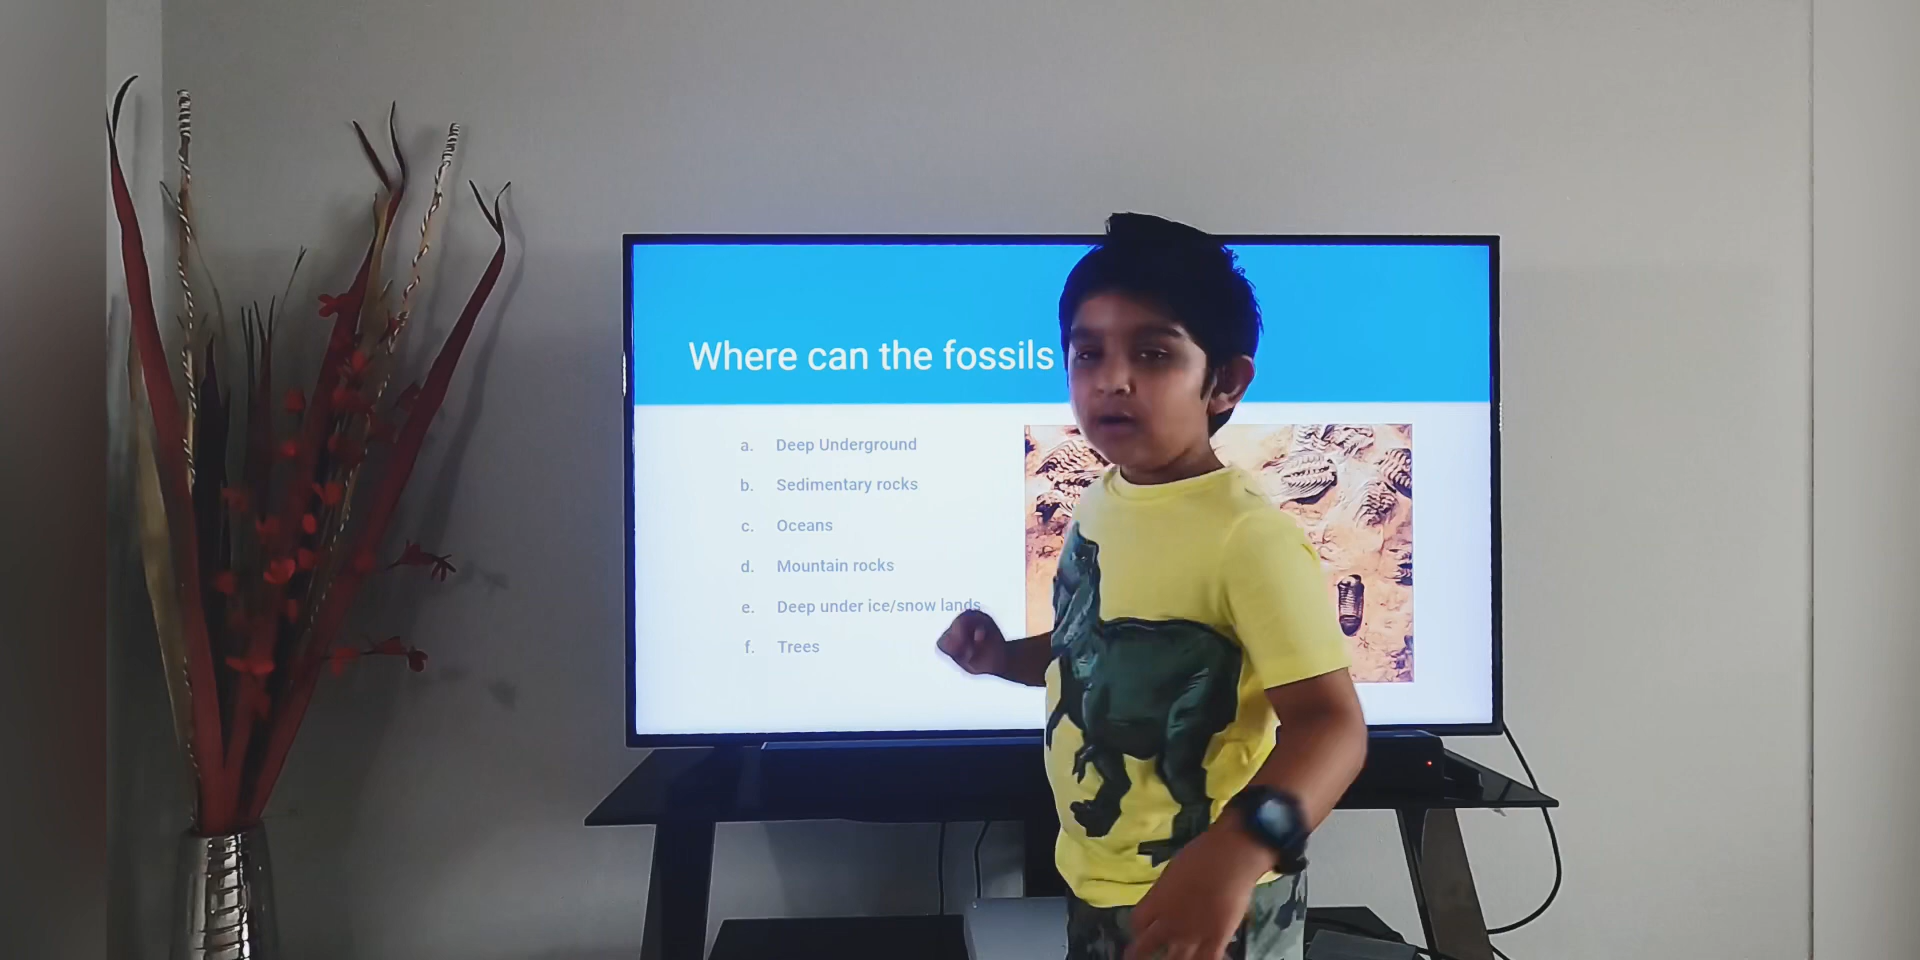 Where can the fossils
a. Deep Underground
b. Sedimentary rocks
c. Oceans
d. Mountain rocks
e. Deep under ice/snow lands
f. Trees